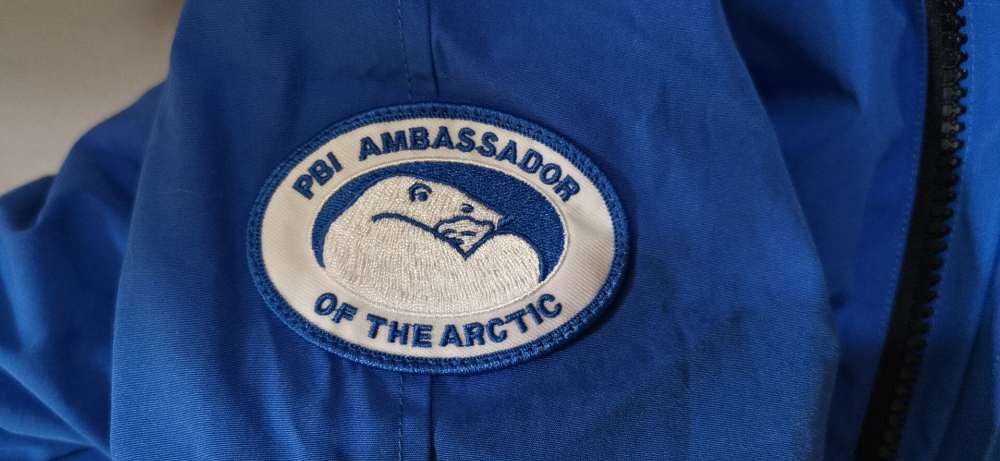 PBI AMBASSADOR
OF THE ARCTIC